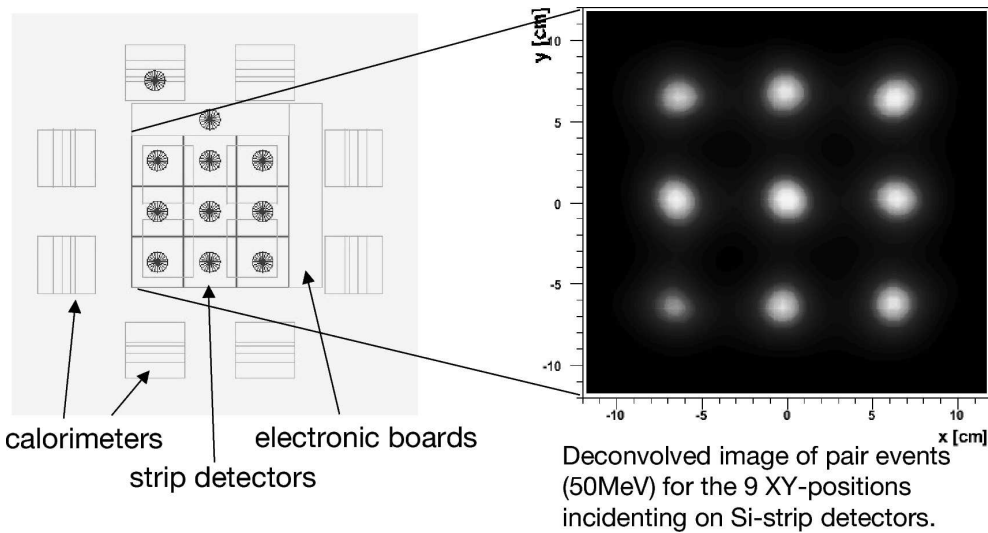 y [cm]
10
5
0
-5
-10
-10
-5
0
5
10
x [cm]
calorimeters
electronic boards
strip detectors
Deconvolved image of pair events
(50MeV) for the 9 XY-positions
incidenting on Si-strip detectors.